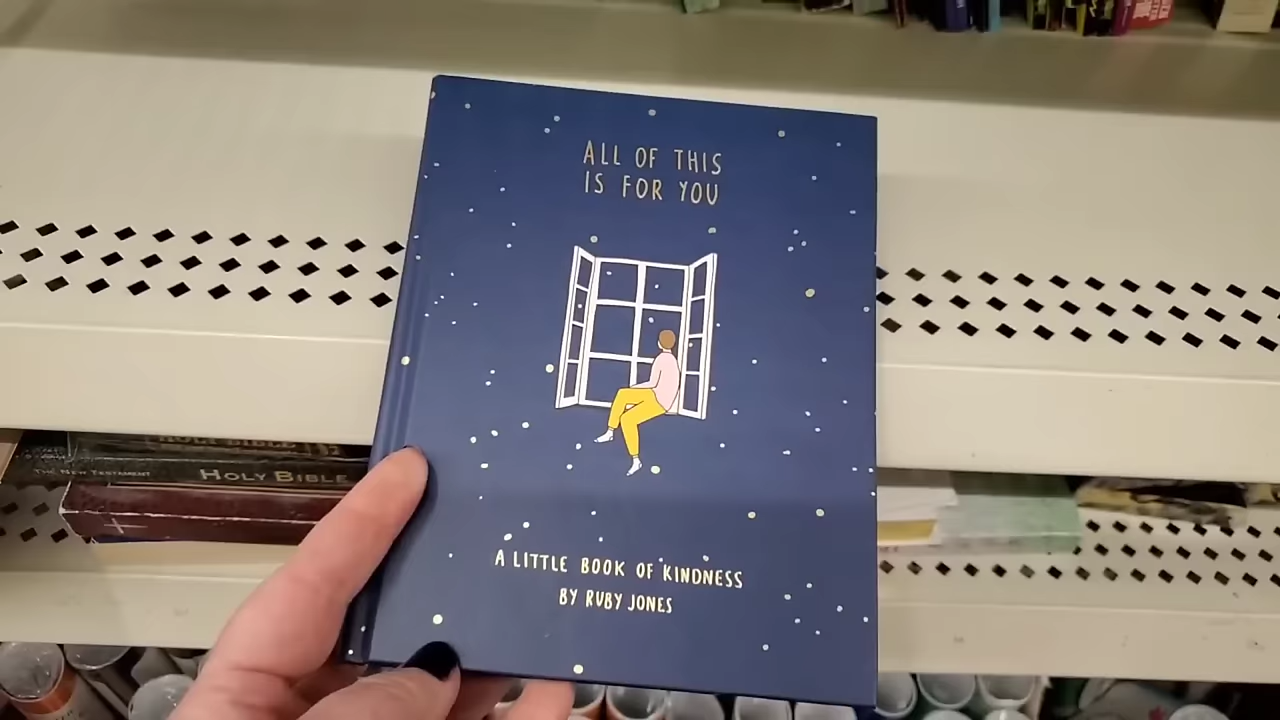 ALL OF THIS
IS FOR YOU
A LITTLE BOOK OF KINDNESS
BY RUBY JONES
HOLY BIBLE
THE NEW TESTAMENT
HOLY BIBLE